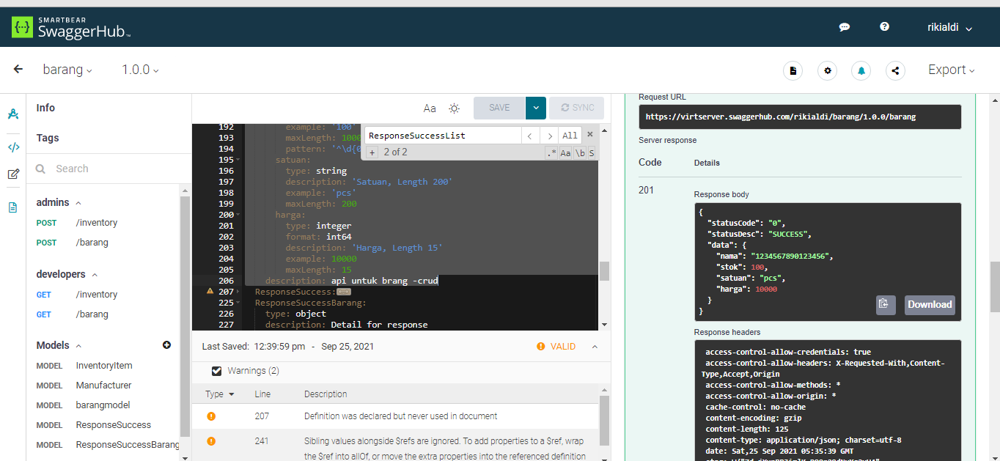 SMARTBEAR
SwaggerHub™
rikialdi
barang
1.0.0
Export
Info
Tags
Search
admins
POST /inventory
POST /barang
developers
GET /inventory
GET /barang
Models
MODEL InventoryItem
MODEL Manufacturer
MODEL barangmodel
MODEL ResponseSuccess
MODEL ResponseSuccessBarang
Aa
SAVE
SYNC
ResponseSuccessList
All
+ 2 of 2
.* Aa \b S
192 example: '100'
193 maxLength: 1000
194 pattern: '^\d{0
195 satuan:
196 type: string
197 description: 'Satuan, Length 200'
198 example: 'pcs'
199 maxLength: 200
200 harga:
201 type: integer
202 format: int64
203 description: 'Harga, Length 15'
204 example: 10000
205 maxLength: 15
206 description: api untuk brang -crud
207 ResponseSuccess:
225 ResponseSuccessBarang:
226 type: object
227 description: Detail for response
Last Saved: 12:39:59 pm - Sep 25, 2021
VALID
Warnings (2)
Type Line Description
207 Definition was declared but never used in document
241 Sibling values alongside $refs are ignored. To add properties to a $ref, wrap
the $ref into allOf, or move the extra properties into the referenced definition
Request URL
https://virtserver.swaggerhub.com/rikialdi/barang/1.0.0/barang
Server response
Code Details
201
Response body
{
"statusCode": "0",
"statusDesc": "SUCCESS",
"data": {
"nama": "1234567890123456",
"stok": 100,
"satuan": "pcs",
"harga": 10000
}
}
Download
Response headers
access-control-allow-credentials: true
access-control-allow-headers: X-Requested-With,Content-
Type,Accept,Origin
access-control-allow-methods: *
access-control-allow-origin: *
cache-control: no-cache
content-encoding: gzip
content-length: 125
content-type: application/json; charset=utf-8
date: Sat,25 Sep 2021 05:35:39 GMT